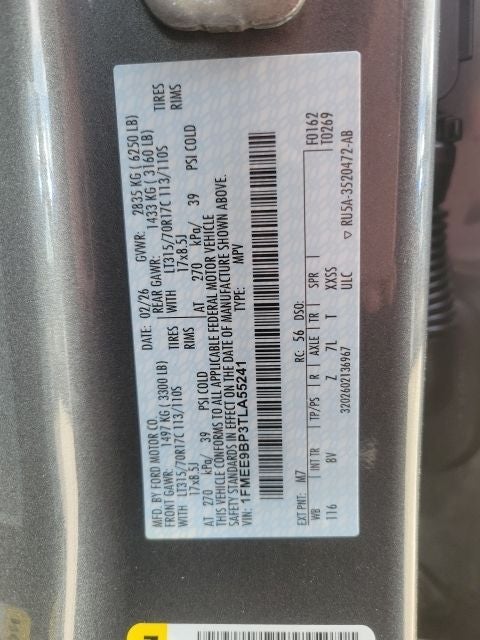 MFD. BY FORD MOTOR CO.
DATE: 02/26 GVWR: 2835 KG ( 6250 LB)
FRONT GAWR: 1497 KG ( 3300 LB) REAR GAWR: 1433 KG ( 3160 LB)
WITH LT315/70R17C 113/110S TIRES WITH LT315/70R17C 113/110S TIRES
17x8.5J RIMS 17x8.5J RIMS
AT 270 kPa/ 39 PSI COLD AT 270 kPa/ 39 PSI COLD
THIS VEHICLE CONFORMS TO ALL APPLICABLE FEDERAL MOTOR VEHICLE
SAFETY STANDARDS IN EFFECT ON THE DATE OF MANUFACTURE SHOWN ABOVE.
VIN: 1FMEE9BP3TLA55241 TYPE: MPV
F0162
T0269
EXT PNT: M7 RC: 56 DSO:
WB INT TR TP/PS R AXLE TR SPR
116 BV Z 7L T XXSS
3202602136967 ULC ▽ RU5A-3520472-AB